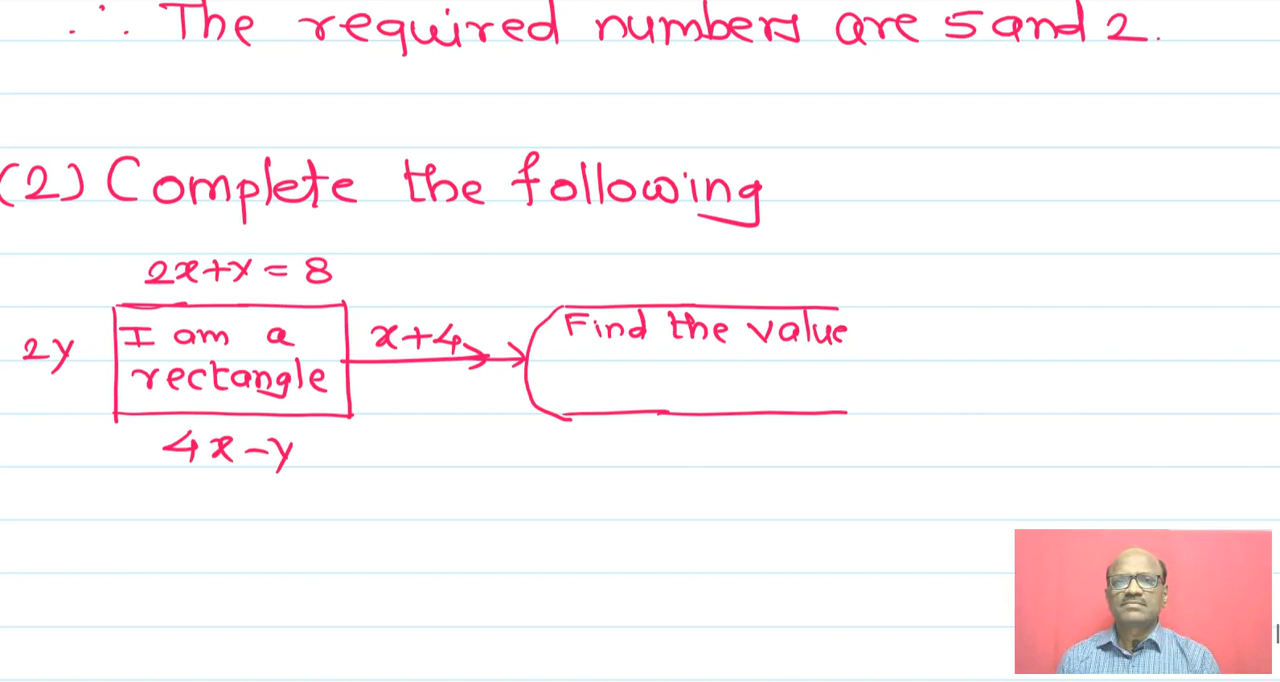 ∴ The required numbers are 5 and 2.
(2) Complete the following
2x+y = 8
2y
I am a
rectangle
x+4
Find the value
4x-y